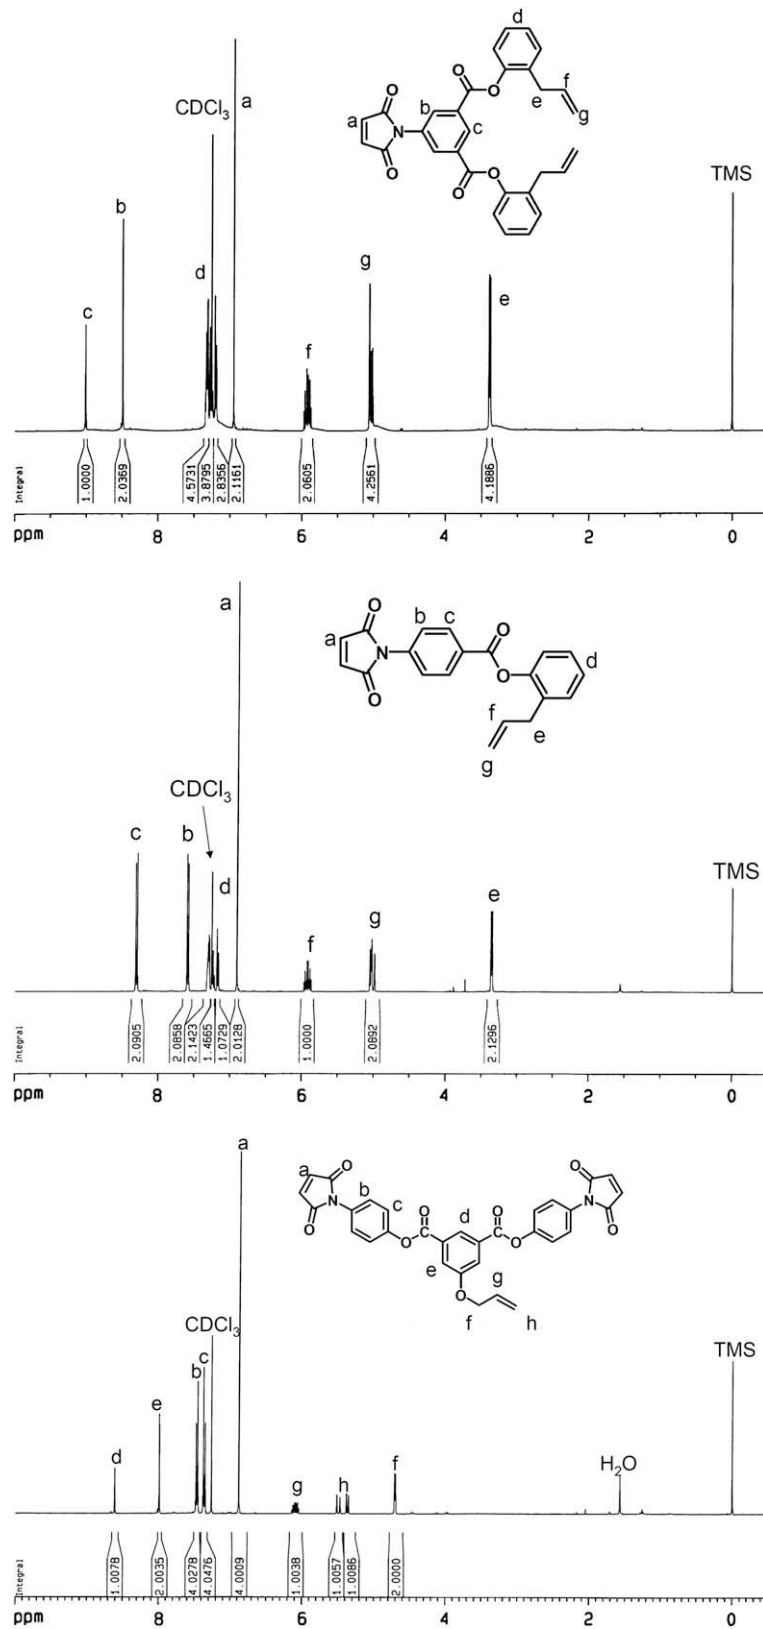 d
O
O
f
O
b
e
g
a
N
c
O
O
O
CDCl3
a
TMS
b
d
g
c
e
f
Integral
1.0000
2.0369
4.5731
3.8795
2.8356
2.1161
2.0605
4.2561
4.1886
ppm
8
6
4
2
0
a
O
b
c
O
a
N
O
d
O
f
e
g
CDCl3
c
b
d
TMS
e
g
f
Integral
2.0905
2.0858
2.1423
1.4665
1.0729
2.0128
1.0000
2.0892
2.1296
ppm
8
6
4
2
0
a
O
O
a
b
N
c
O
d
O
N
O
O
O
O
e
g
O
f
h
CDCl3
c
b
TMS
e
d
g
h
f
H2O
Integral
1.0078
2.0035
4.0278
4.0476
4.0009
1.0038
1.0057
1.0086
2.0000
ppm
8
6
4
2
0